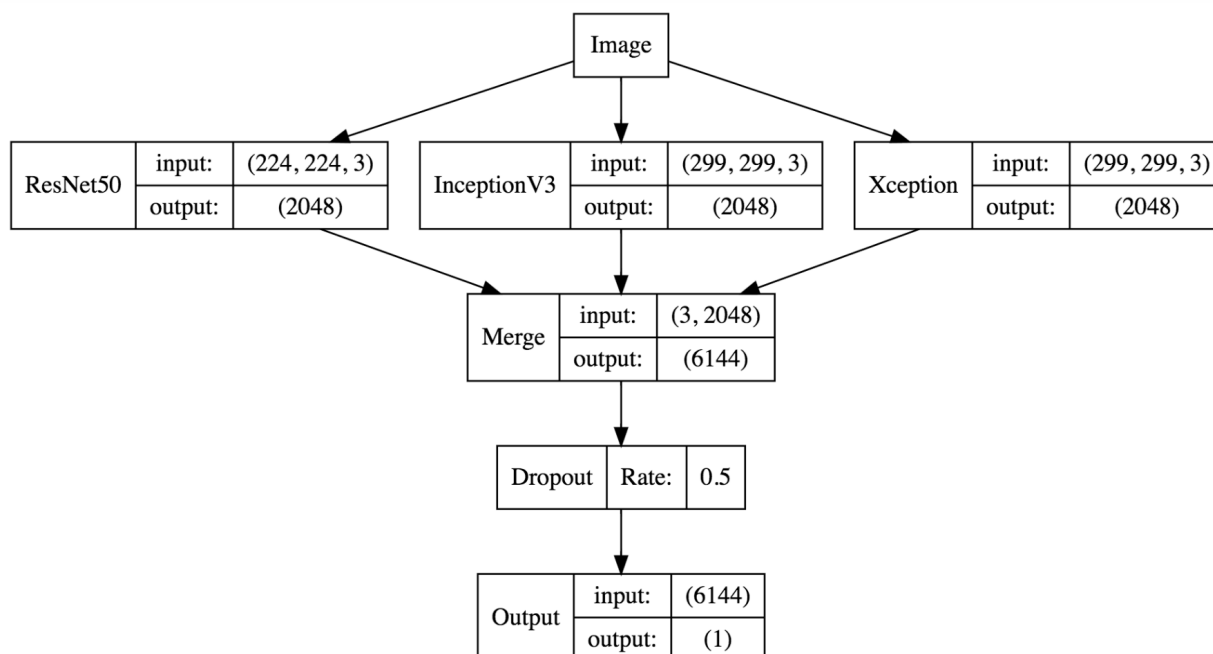 Image
ResNet50
input:
(224, 224, 3)
output:
(2048)
InceptionV3
input:
(299, 299, 3)
output:
(2048)
Xception
input:
(299, 299, 3)
output:
(2048)
Merge
input:
(3, 2048)
output:
(6144)
Dropout
Rate:
0.5
Output
input:
(6144)
output:
(1)